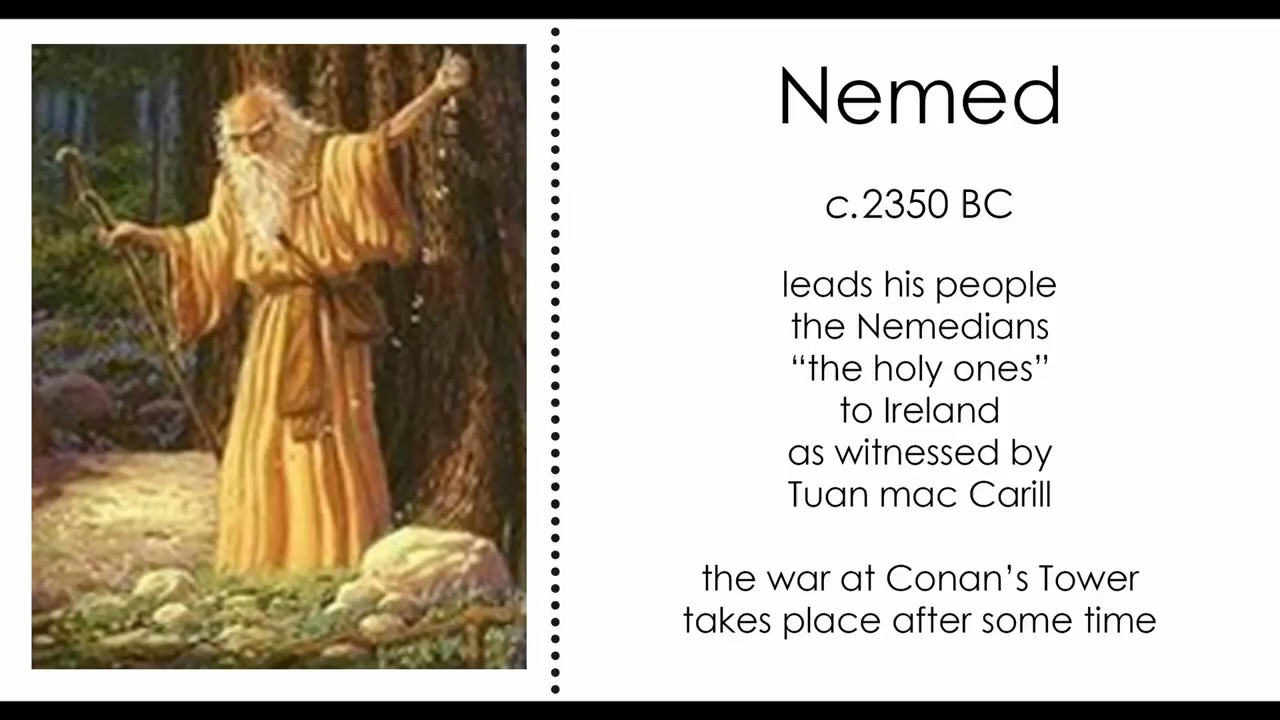 Nemed
c.2350 BC
leads his people
the Nemedians
“the holy ones”
to Ireland
as witnessed by
Tuan mac Carill
the war at Conan’s Tower
takes place after some time